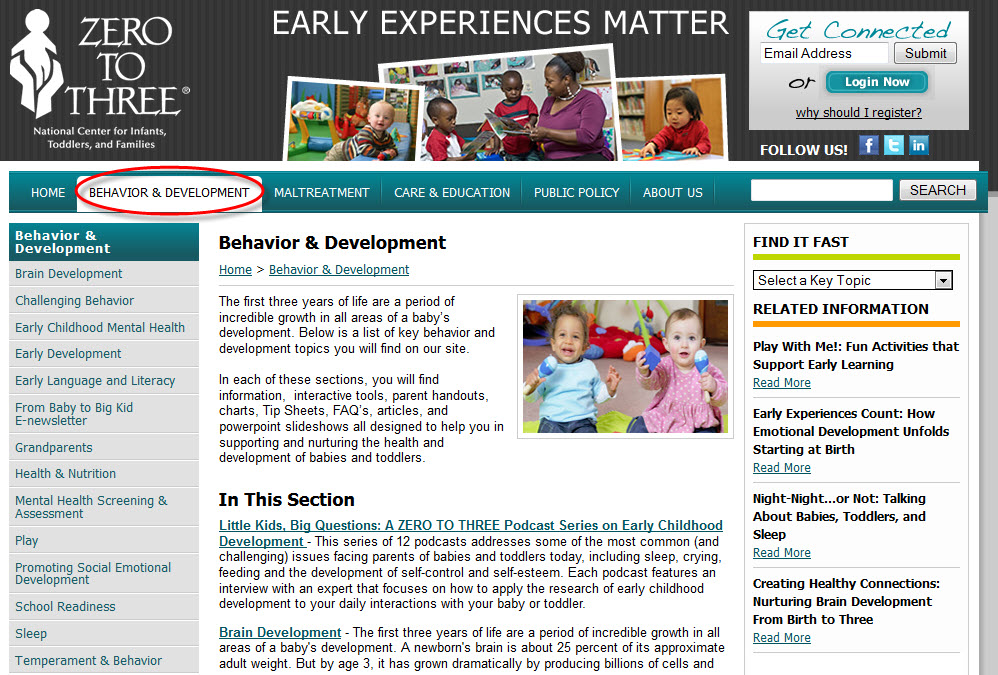 ZERO
TO
THREE®
National Center for Infants,
Toddlers, and Families
EARLY EXPERIENCES MATTER
Get Connected
Email Address
Submit
or
Login Now
why should I register?
FOLLOW US!
f
t
in
HOME
BEHAVIOR & DEVELOPMENT
MALTREATMENT
CARE & EDUCATION
PUBLIC POLICY
ABOUT US
SEARCH
Behavior &
Development
Brain Development
Challenging Behavior
Early Childhood Mental Health
Early Development
Early Language and Literacy
From Baby to Big Kid
E-newsletter
Grandparents
Health & Nutrition
Mental Health Screening &
Assessment
Play
Promoting Social Emotional
Development
School Readiness
Sleep
Temperament & Behavior
Behavior & Development
Home > Behavior & Development
The first three years of life are a period of
incredible growth in all areas of a baby's
development. Below is a list of key behavior and
development topics you will find on our site.
In each of these sections, you will find
information,  interactive tools, parent handouts,
charts, Tip Sheets, FAQ's, articles, and
powerpoint slideshows all designed to help you in
supporting and nurturing the health and
development of babies and toddlers.
In This Section
Little Kids, Big Questions: A ZERO TO THREE Podcast Series on Early Childhood
Development - This series of 12 podcasts addresses some of the most common (and
challenging) issues facing parents of babies and toddlers today, including sleep, crying,
feeding and the development of self-control and self-esteem. Each podcast features an
interview with an expert that focuses on how to apply the research of early childhood
development to your daily interactions with your baby or toddler.
Brain Development - The first three years of life are a period of incredible growth in all
areas of a baby's development. A newborn's brain is about 25 percent of its approximate
adult weight. But by age 3, it has grown dramatically by producing billions of cells and
FIND IT FAST
Select a Key Topic
RELATED INFORMATION
Play With Me!: Fun Activities that
Support Early Learning
Read More
Early Experiences Count: How
Emotional Development Unfolds
Starting at Birth
Read More
Night-Night...or Not: Talking
About Babies, Toddlers, and
Sleep
Read More
Creating Healthy Connections:
Nurturing Brain Development
From Birth to Three
Read More